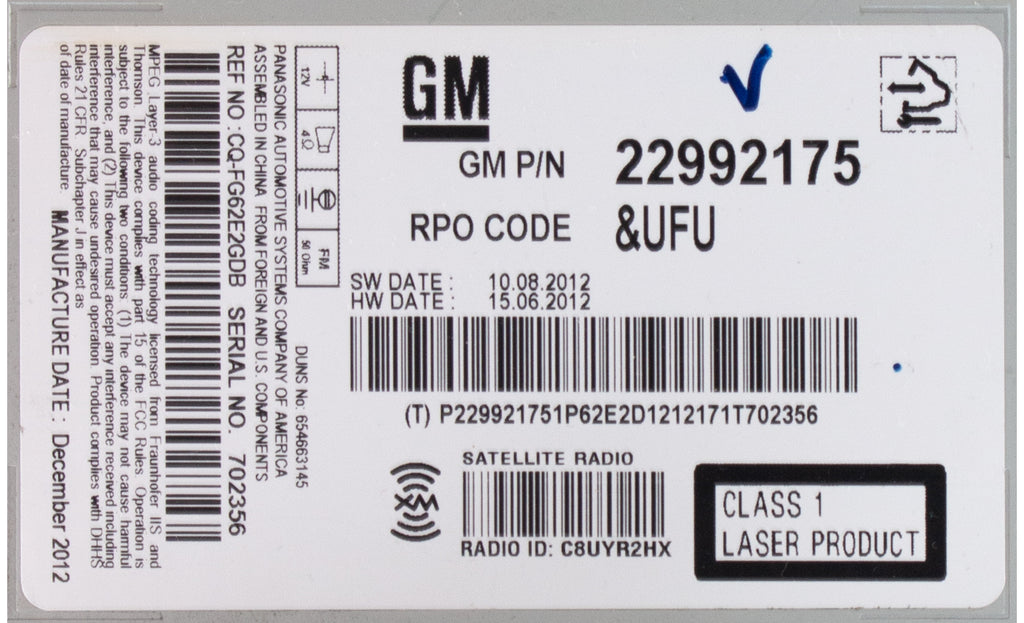 GM
GM P/N 22992175
RPO CODE &UFU
SW DATE : 10.08.2012
HW DATE : 15.06.2012
(T) P229921751P62E2D1212171T702356
SATELLITE RADIO
XM
RADIO ID: C8UYR2HX
CLASS 1
LASER PRODUCT
12V
4Ω
FM
50 Ohm
DUNS No: 654663145
PANASONIC AUTOMOTIVE SYSTEMS COMPANY OF AMERICA
ASSEMBLED IN CHINA FROM FOREIGN AND U.S. COMPONENTS
REF NO : CQ-FG62E2GDB SERIAL NO. 702356
MPEG Layer-3 audio coding technology licensed from Fraunhofer IIS and
Thomson. This device complies with part 15 of the FCC Rules. Operation is
subject to the following two conditions: (1) The device may not cause harmful
interference, and (2) This device must accept any interference received including
interference that may cause undesired operation. Product complies with DHHS
Rules 21 CFR, Subchapter J in effect as
of date of manufacture. MANUFACTURE DATE : December 2012